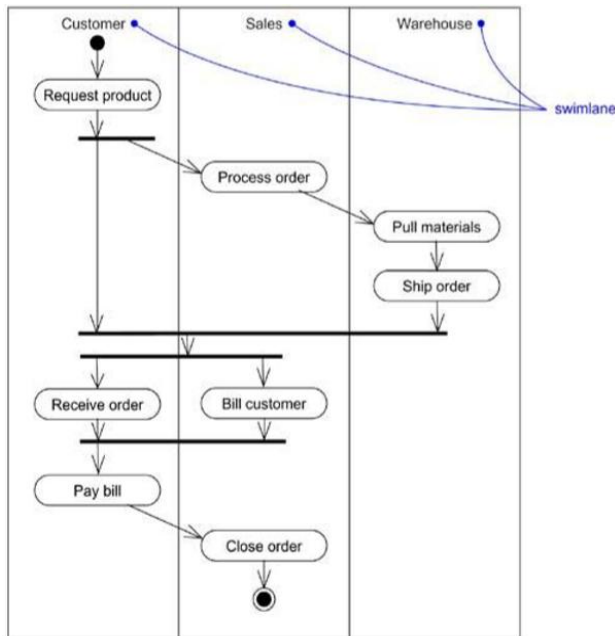 Customer
Sales
Warehouse
swimlane
Request product
Process order
Pull materials
Ship order
Receive order
Bill customer
Pay bill
Close order